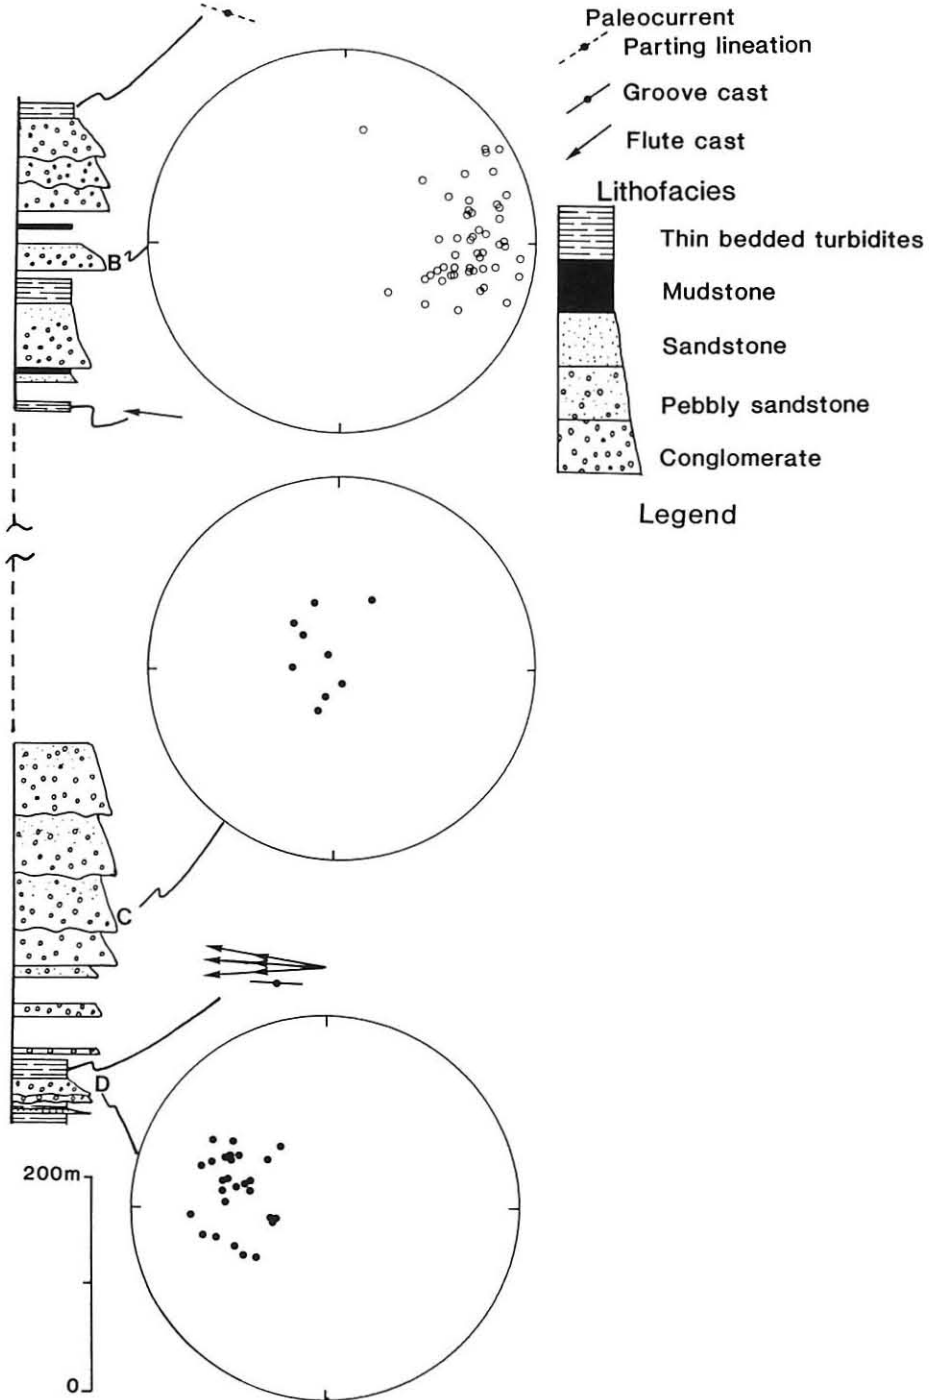 Paleocurrent
Parting lineation
Groove cast
Flute cast
Lithofacies
Thin bedded turbidites
Mudstone
Sandstone
Pebbly sandstone
Conglomerate
Legend
B
C
D
200m
0